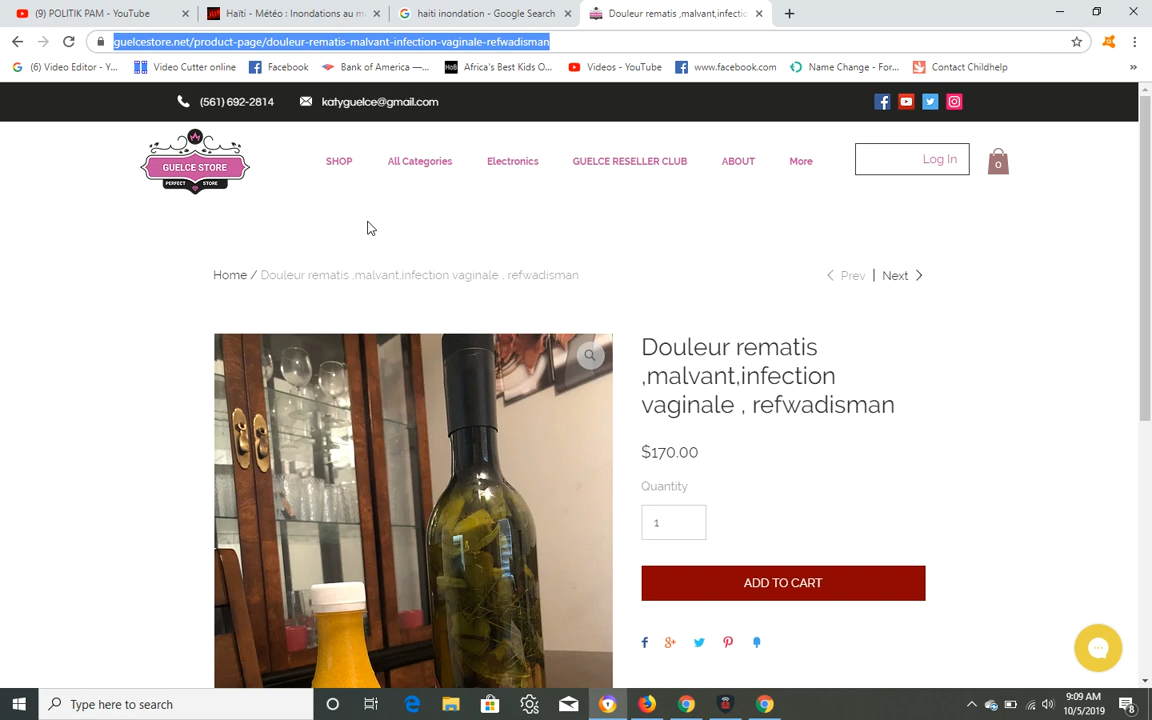 (9) POLITIK PAM - YouTube
Haïti - Météo : Inondations au m
haiti inondation - Google Search
Douleur rematis ,malvant,infectic
guelcestore.net/product-page/douleur-rematis-malvant-infection-vaginale-refwadisman
(6) Video Editor - Y...
Video Cutter online
Facebook
Bank of America —...
HoB
Africa's Best Kids O...
Videos - YouTube
www.facebook.com
Name Change - For...
Contact Childhelp
(561) 692-2814
katyguelce@gmail.com
GUELCE STORE
PERFECT STORE
SHOP
All Categories
Electronics
GUELCE RESELLER CLUB
ABOUT
More
Log In
0
Home / Douleur rematis ,malvant,infection vaginale , refwadisman
Prev | Next
Douleur rematis
,malvant,infection
vaginale , refwadisman
$170.00
Quantity
1
ADD TO CART
Type here to search
9:09 AM
10/5/2019
8